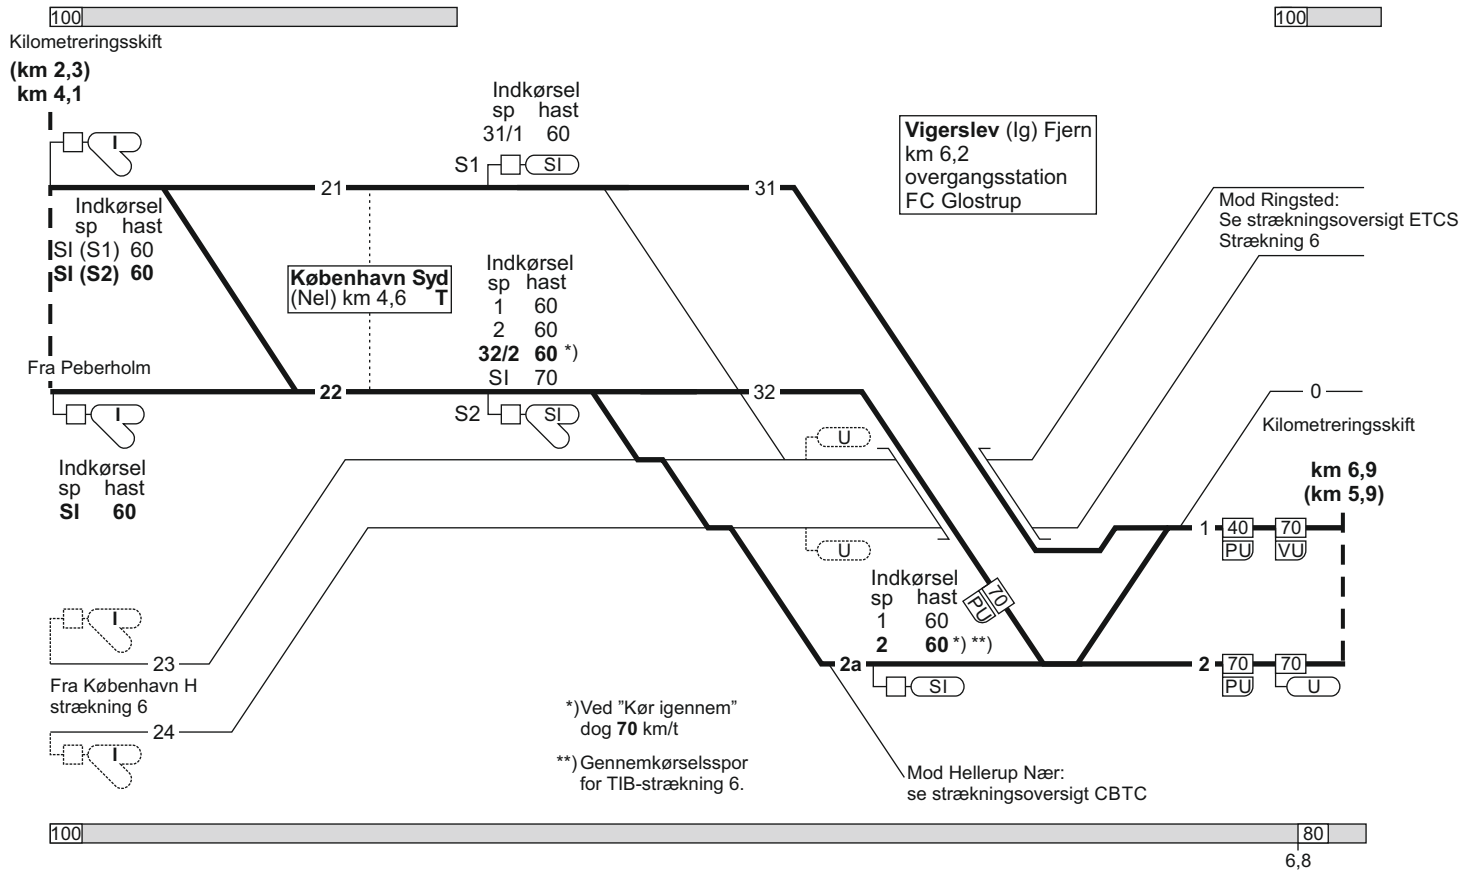 100
100
Kilometreringsskift
(km 2,3)
km 4,1
I
Indkørsel
sp hast
31/1 60
S1
SI
Vigerslev (Ig) Fjern
km 6,2
overgangsstation
FC Glostrup
21
31
Indkørsel
sp hast
SI (S1) 60
SI (S2) 60
Mod Ringsted:
Se strækningsoversigt ETCS
Strækning 6
København Syd
(Nel) km 4,6 T
Indkørsel
sp hast
1 60
2 60
32/2 60 *)
SI 70
Fra Peberholm
22
32
0
I
S2
SI
Kilometreringsskift
U
Indkørsel
sp hast
SI 60
km 6,9
(km 5,9)
1
40
PU
70
VU
U
Indkørsel
sp hast
1 60
2 60 *) **)
70
PU
I
23
2a
2
70
PU
70
U
SI
Fra København H
strækning 6
24
I
*) Ved ”Kør igennem”
dog 70 km/t
**) Gennemkørselsspor
for TIB-strækning 6.
Mod Hellerup Nær:
se strækningsoversigt CBTC
100
80
6,8